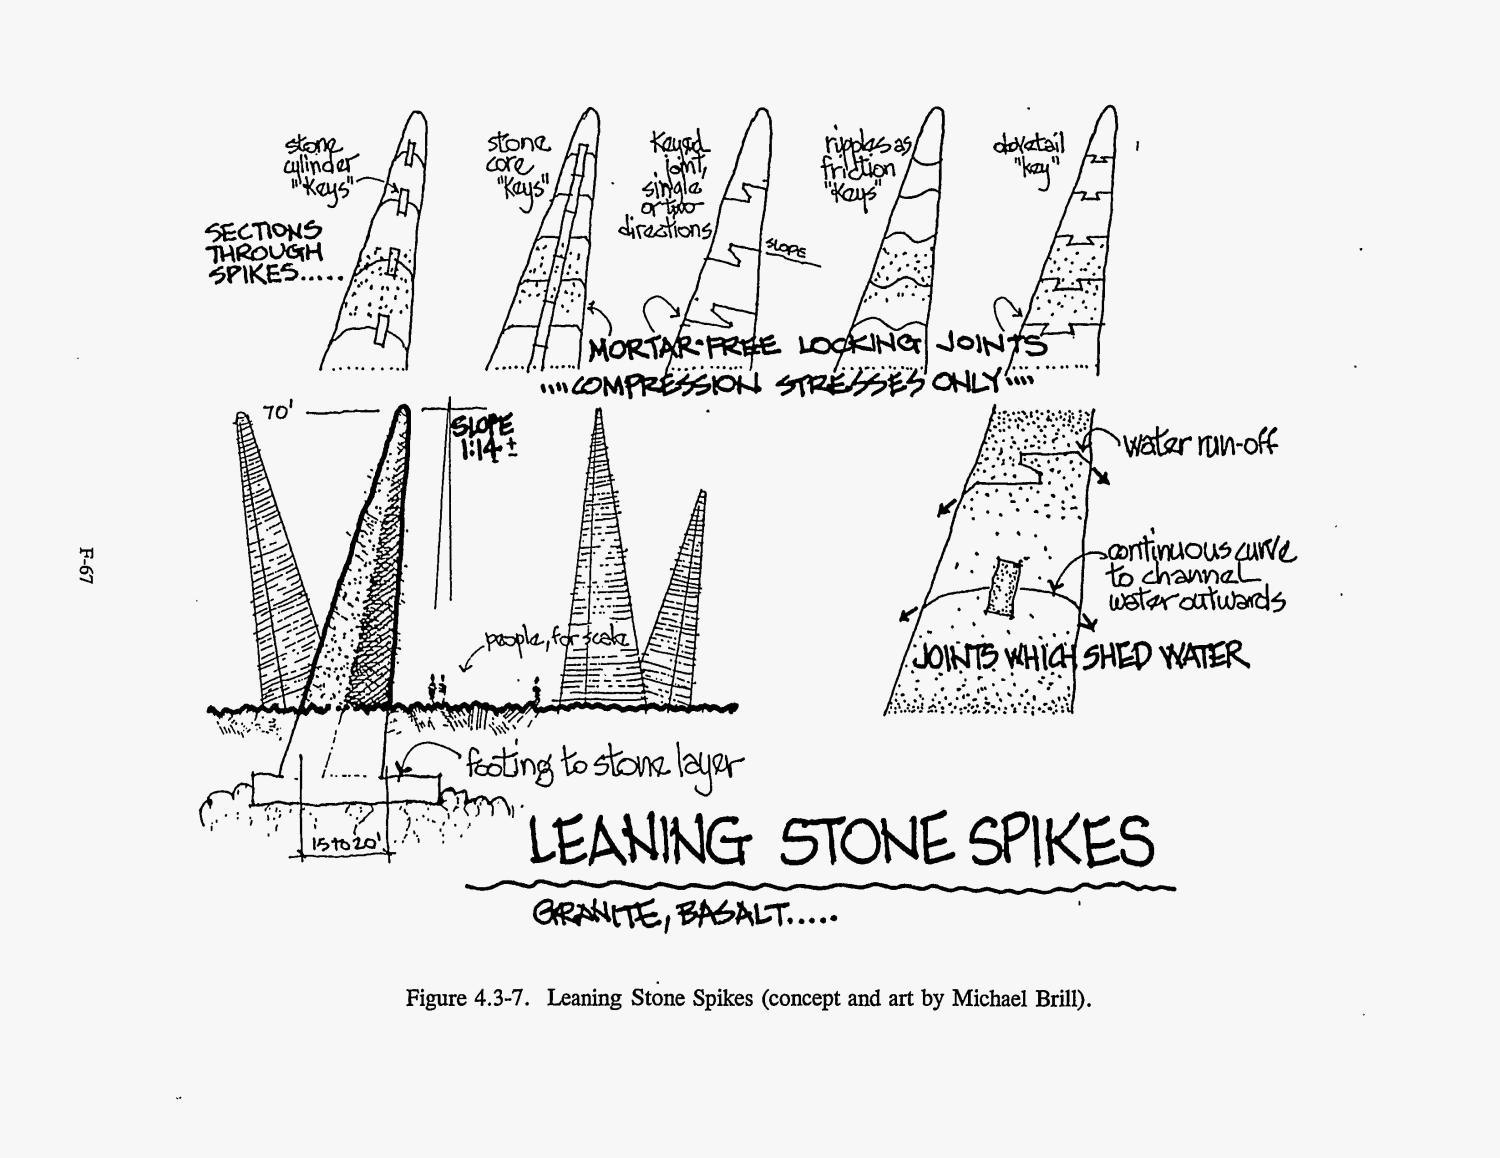 stone
cylinder
"keys"
stone
core
"keys"
Keyed
joint,
single
or two
directions
ripples as
friction
"keys"
dovetail
"key"
SECTIONS
THROUGH
SPIKES.....
SLOPE
MORTAR-FREE LOCKING JOINTS
....COMPRESSION STRESSES ONLY....
70'
SLOPE
1:14 ±
water run-off
continuous curve
to channel
water outwards
JOINTS WHICH SHED WATER
people, for scale
footing to stone layer
15 to 20'
LEANING STONE SPIKES
GRANITE, BASALT.....
Figure 4.3-7. Leaning Stone Spikes (concept and art by Michael Brill).
F-67